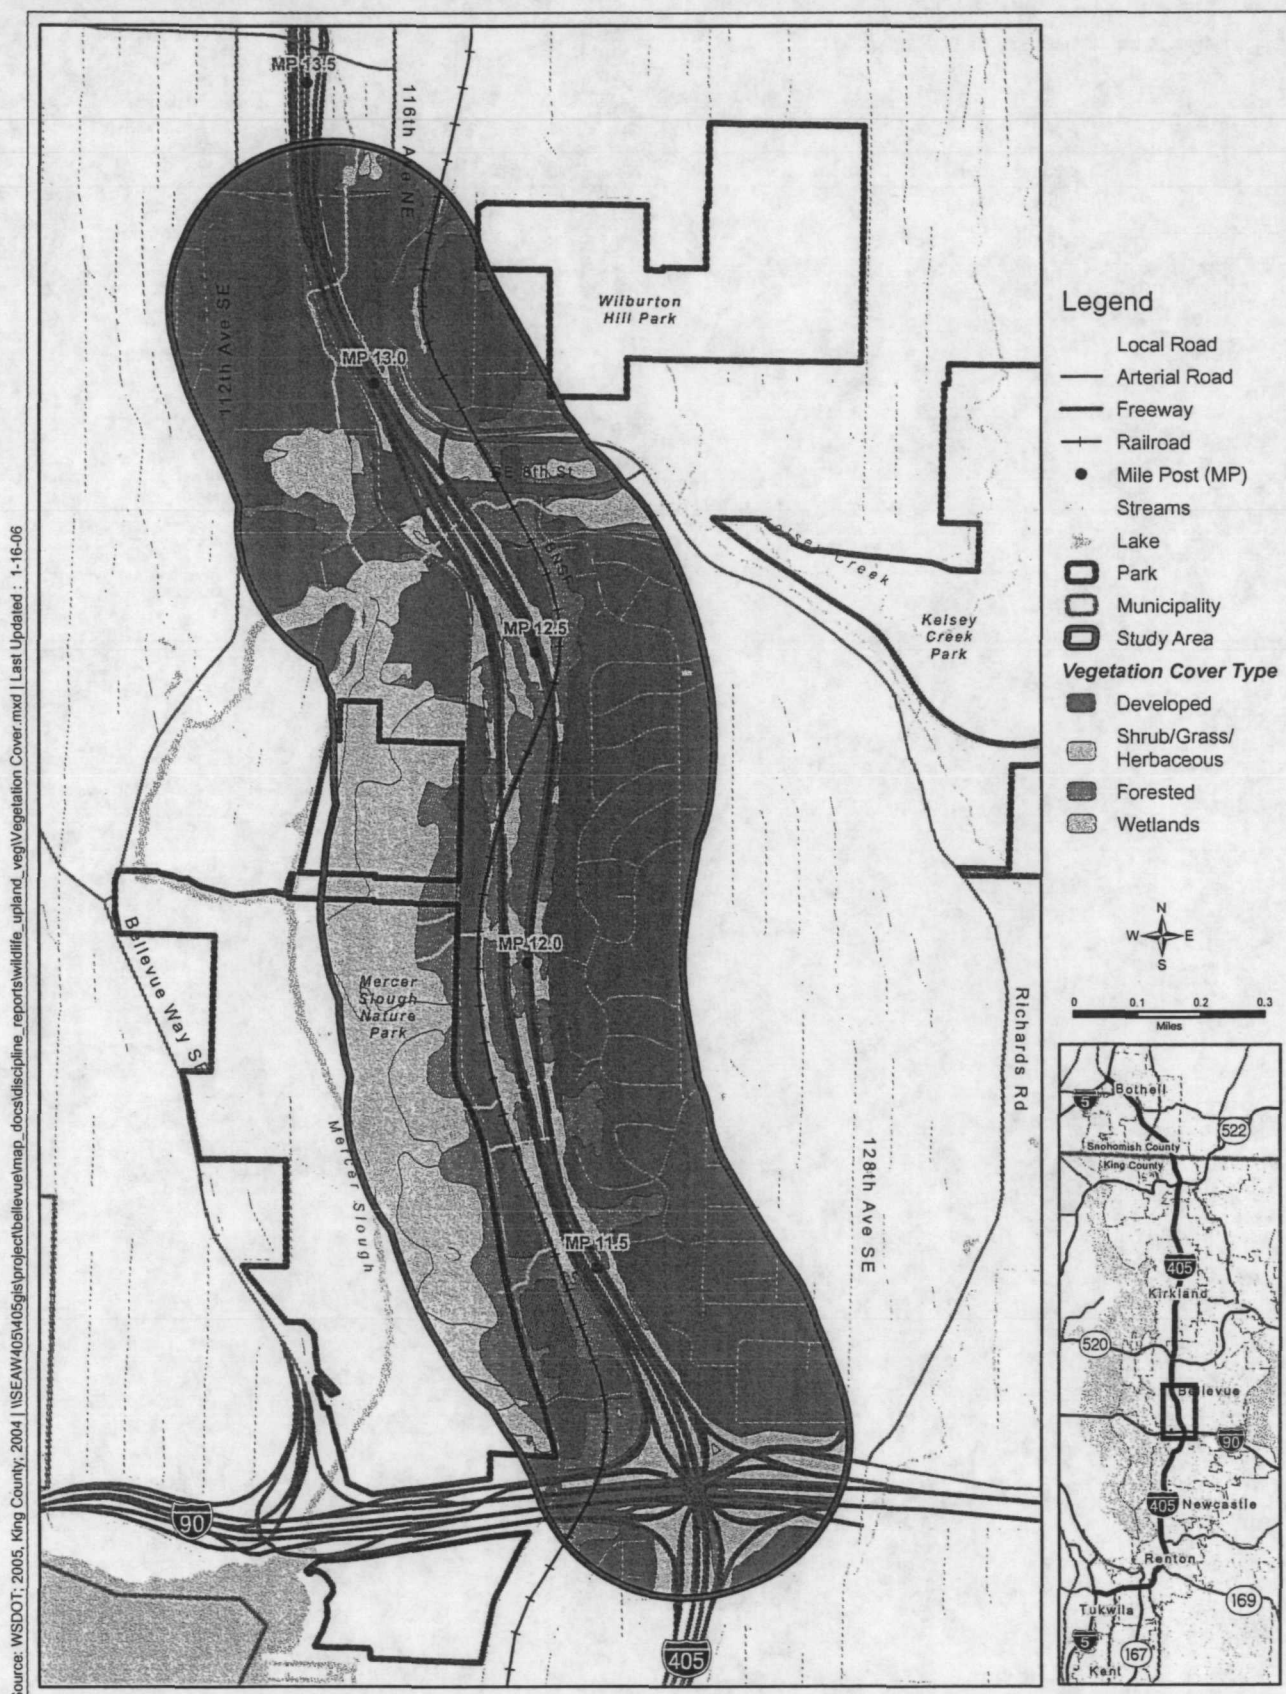 MP 13.5
116th Ave NE
112th Ave SE
Wilburton
Hill Park
MP 13.0
SE 8th St
BNSF
Kelsey Creek
MP 12.5
Kelsey
Creek
Park
MP 12.0
Mercer
Slough
Nature
Park
Bellevue Way SE
Mercer Slough
Richards Rd
128th Ave SE
MP 11.5
90
405
Legend
Local Road
Arterial Road
Freeway
Railroad
Mile Post (MP)
Streams
Lake
Park
Municipality
Study Area
Vegetation Cover Type
Developed
Shrub/Grass/
Herbaceous
Forested
Wetlands
N
W E
S
0 0.1 0.2 0.3
Miles
Bothell
5
522
Snohomish County
King County
405
Kirkland
520
Bellevue
90
405
Newcastle
Renton
169
Tukwila
5
167
Kent
Source: WSDOT; 2005, King County; 2004 | \\SEAW405\405gis\project\bellevue\map_docs\discipline_reports\wildlife_upland_veg\Vegetation Cover.mxd | Last Updated : 1-16-06